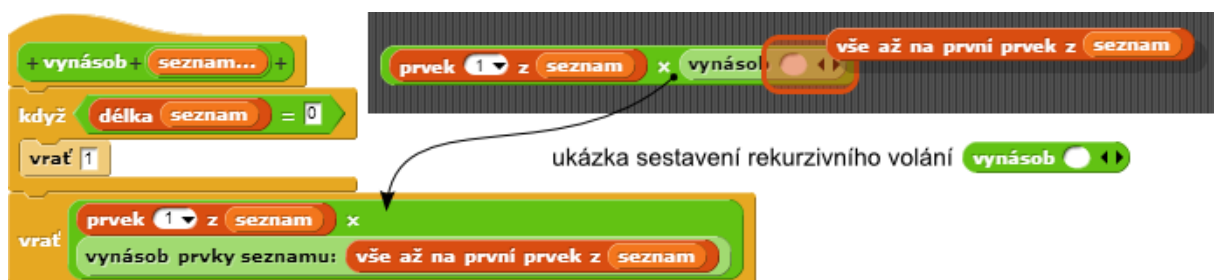 + vynásob + seznam... +
když délka seznam = 0
vrať 1
vrať prvek 1 z seznam ×
vynásob prvky seznamu: vše až na první prvek z seznam
prvek 1 z seznam × vynásob
vše až na první prvek z seznam
ukázka sestavení rekurzivního volání vynásob